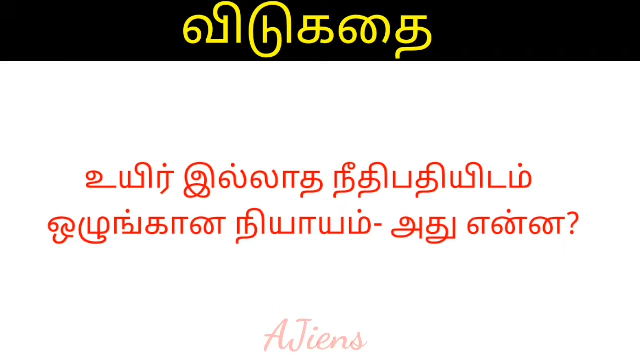 விடுகதை
உயிர் இல்லாத நீதிபதியிடம்
ஒழுங்கான நியாயம்- அது என்ன?
AJiens